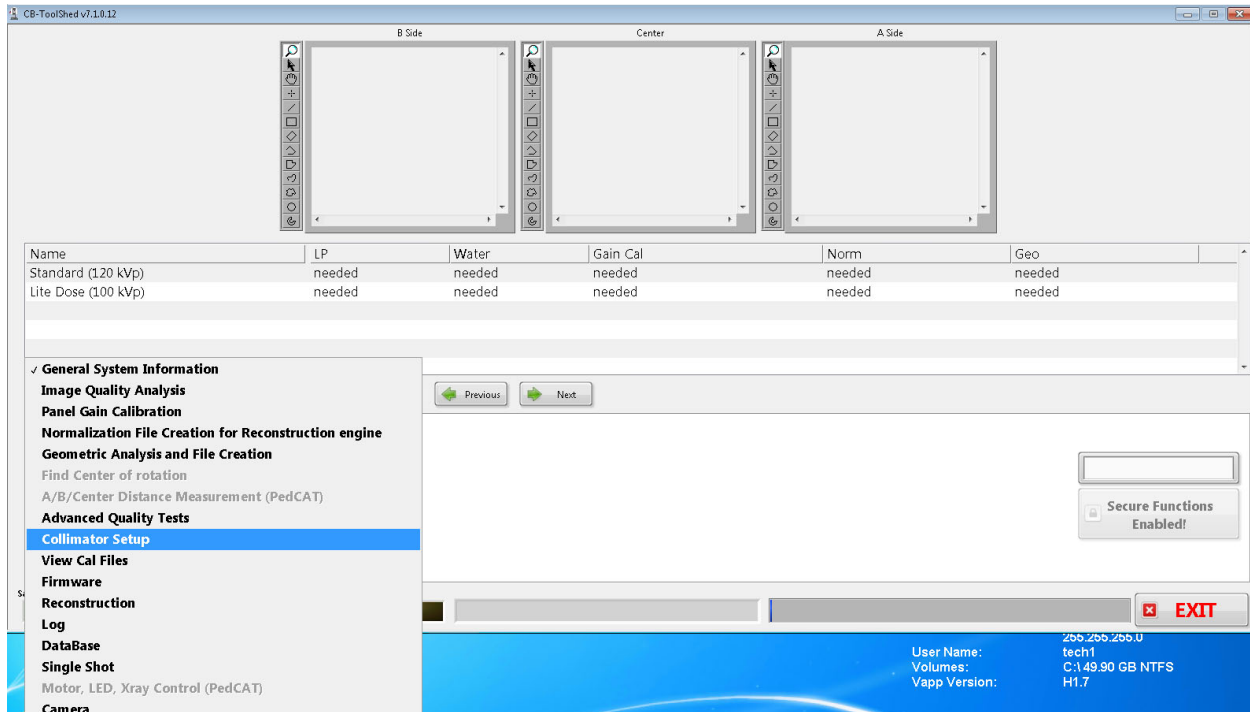 CB-ToolShed v7.1.0.12
B Side Center A Side
Name LP Water Gain Cal Norm Geo
Standard (120 kVp) needed needed needed needed needed
Lite Dose (100 kVp) needed needed needed needed needed
✓ General System Information
Image Quality Analysis
Panel Gain Calibration
Normalization File Creation for Reconstruction engine
Geometric Analysis and File Creation
Find Center of rotation
A/B/Center Distance Measurement (PedCAT)
Advanced Quality Tests
Collimator Setup
View Cal Files
Firmware
Reconstruction
Log
DataBase
Single Shot
Motor, LED, Xray Control (PedCAT)
Camera
Previous Next
Secure Functions
Enabled!
EXIT
255.255.255.0
User Name: tech1
Volumes: C:\ 49.90 GB NTFS
Vapp Version: H1.7